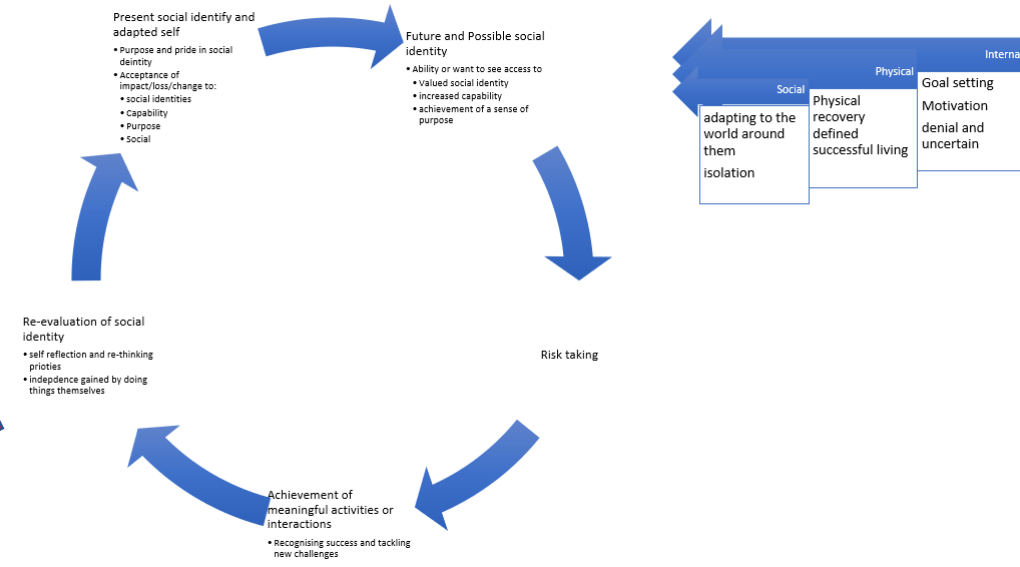 Present social identify and
adapted self
• Purpose and pride in social
deintity
• Acceptance of
impact/loss/change to:
• social identities
• Capability
• Purpose
• Social
Future and Possible social
identity
• Ability or want to see access to
• Valued social identity
• increased capability
• achievement of a sense of
purpose
Risk taking
Achievement of
meaningful activities or
interactions
• Recognising success and tackling
new challenges
Re-evaluation of social
identity
• self reflection and re-thinking
prioties
• indepdence gained by doing
things themselves
Social
adapting to the
world around
them
isolation
Physical
Physical
recovery
defined
successful living
Interna
Goal setting
Motivation
denial and
uncertain